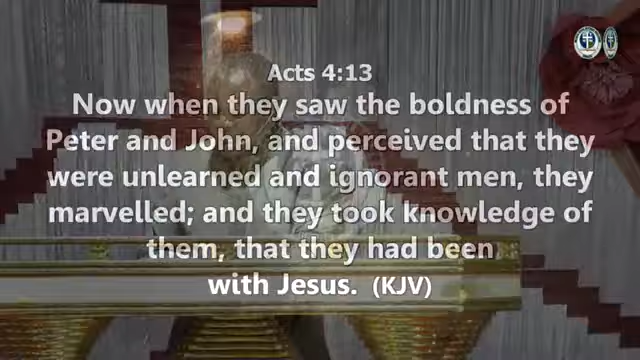 Acts 4:13
Now when they saw the boldness of
Peter and John, and perceived that they
were unlearned and ignorant men, they
marvelled; and they took knowledge of
them, that they had been
with Jesus. (KJV)